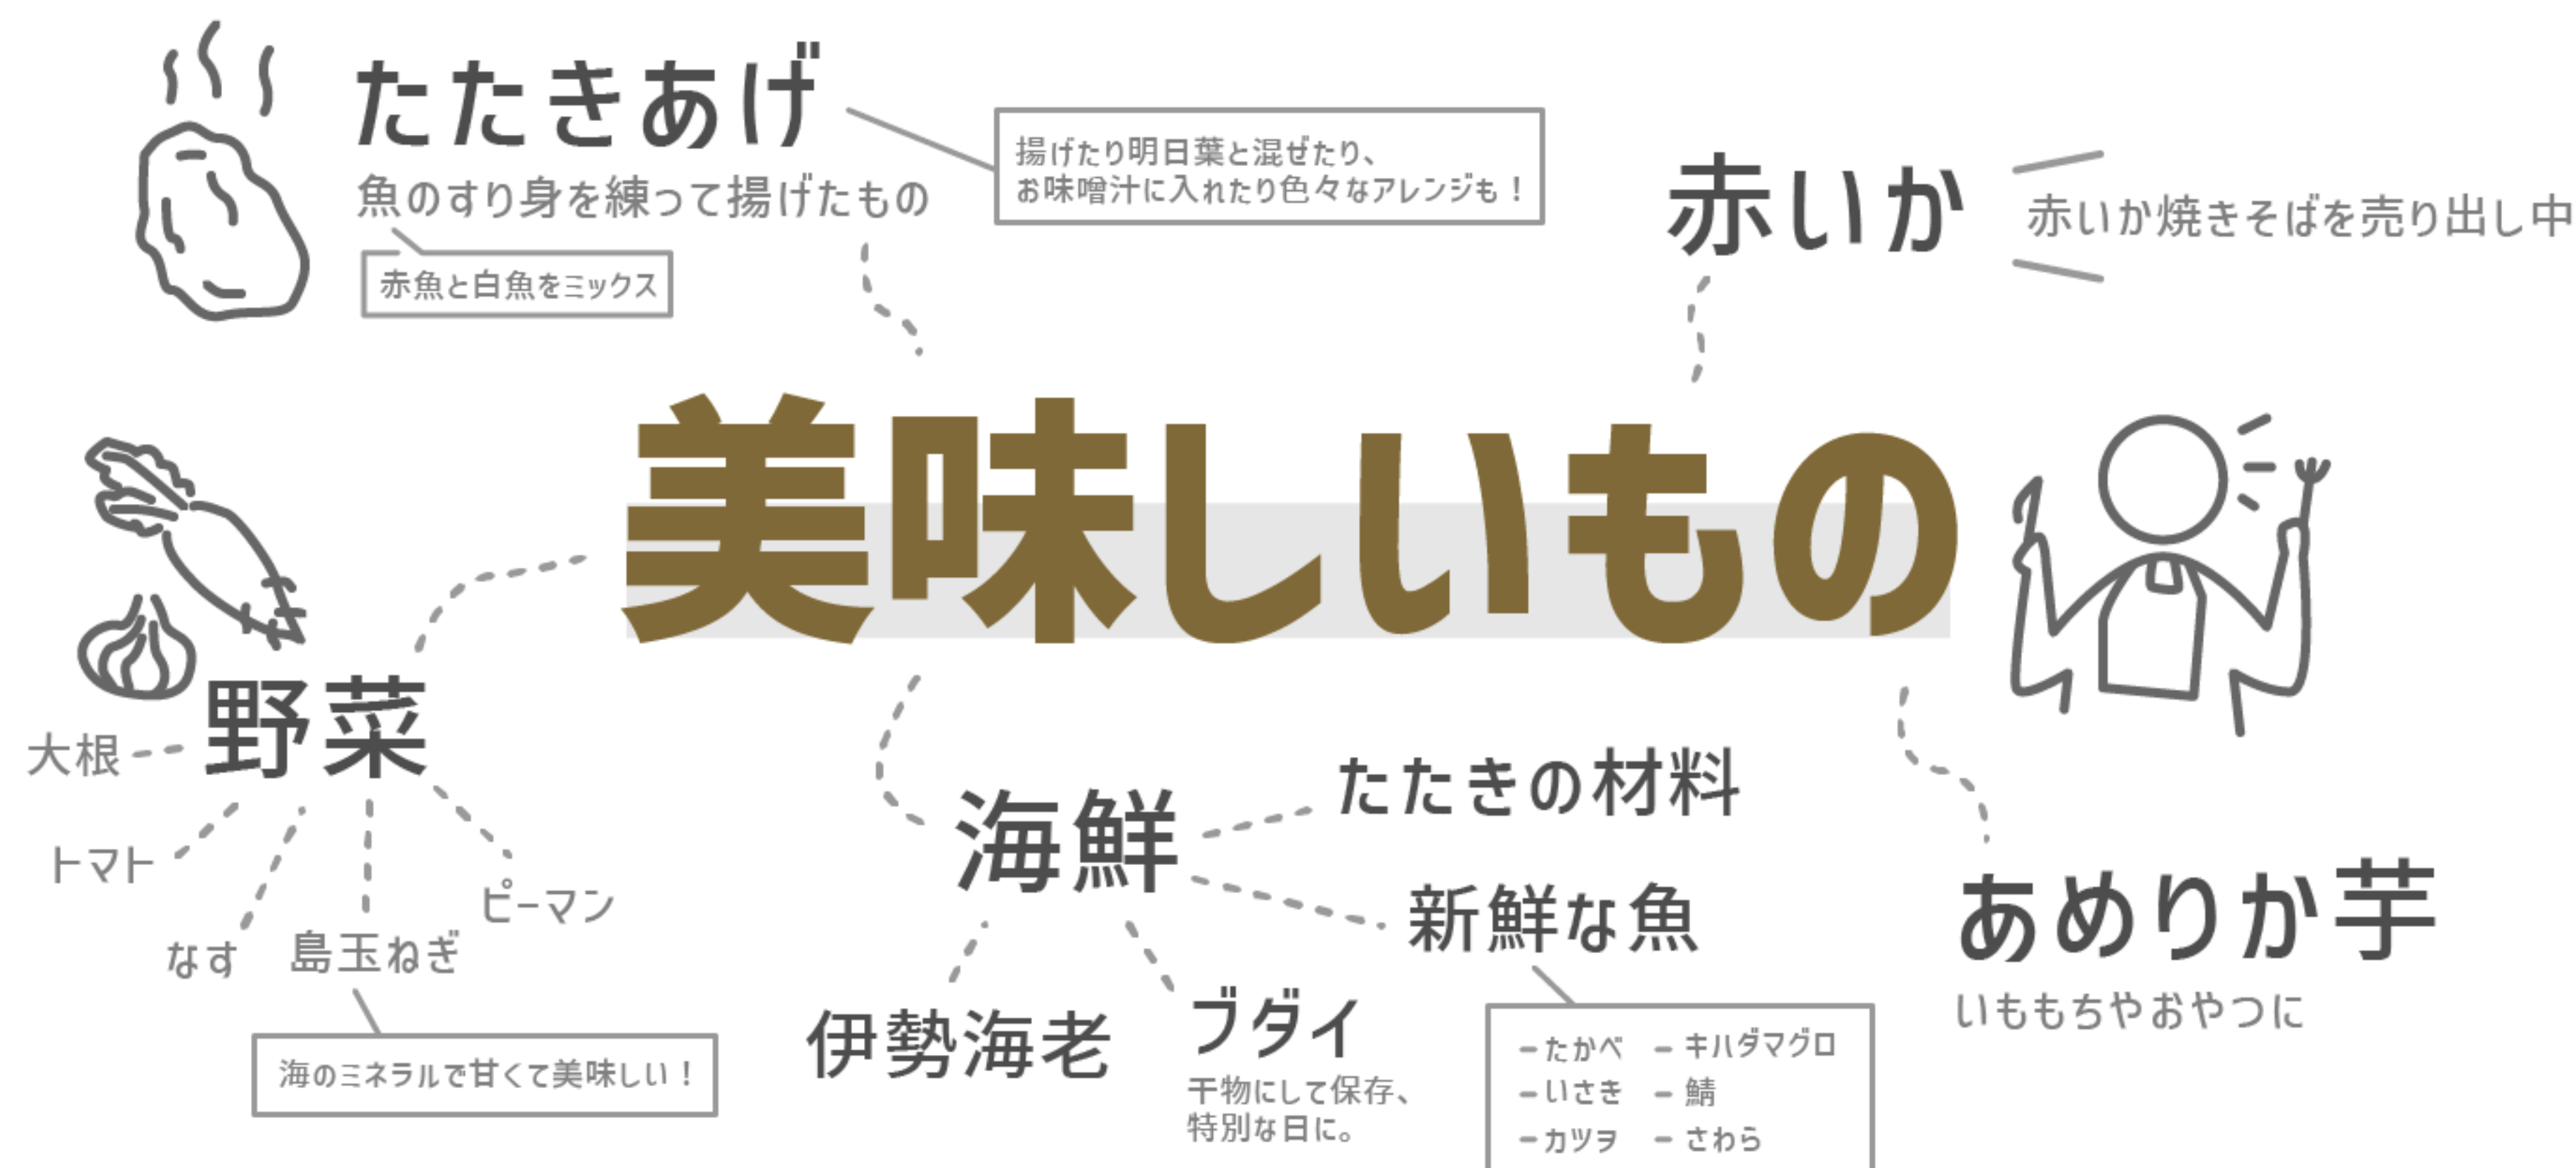 たたきあげ
魚のすり身を練って揚げたもの
赤魚と白魚をミックス
揚げたり明日葉と混ぜたり、
お味噌汁に入れたり色々なアレンジも！
赤いか
赤いか焼きそばを売り出し中
美味しいもの
野菜
大根
トマト
なす
島玉ねぎ
ピーマン
海のミネラルで甘くて美味しい！
海鮮
たたきの材料
新鮮な魚
伊勢海老
ブダイ
干物にして保存、
特別な日に。
－たかべ
－いさき
－カツヲ
－キハダマグロ
－鯖
－さわら
あめりか芋
いももちやおやつに